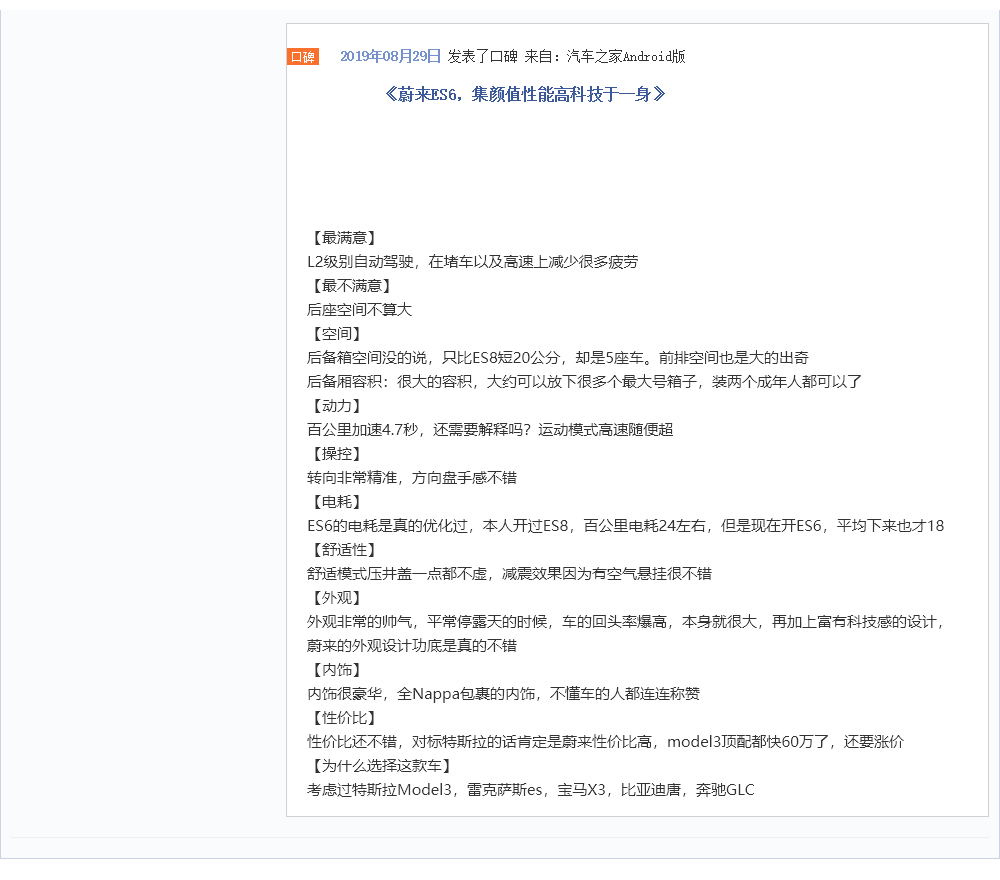 口碑 2019年08月29日 发表了口碑 来自：汽车之家Android版
《蔚来ES6，集颜值性能高科技于一身》
【最满意】
L2级别自动驾驶，在堵车以及高速上减少很多疲劳
【最不满意】
后座空间不算大
【空间】
后备箱空间没的说，只比ES8短20公分，却是5座车。前排空间也是大的出奇
后备厢容积：很大的容积，大约可以放下很多个最大号箱子，装两个成年人都可以了
【动力】
百公里加速4.7秒，还需要解释吗？运动模式高速随便超
【操控】
转向非常精准，方向盘手感不错
【电耗】
ES6的电耗是真的优化过，本人开过ES8，百公里电耗24左右，但是现在开ES6，平均下来也才18
【舒适性】
舒适模式压井盖一点都不虚，减震效果因为有空气悬挂很不错
【外观】
外观非常的帅气，平常停露天的时候，车的回头率爆高，本身就很大，再加上富有科技感的设计，
蔚来的外观设计功底是真的不错
【内饰】
内饰很豪华，全Nappa包裹的内饰，不懂车的人都连连称赞
【性价比】
性价比还不错，对标特斯拉的话肯定是蔚来性价比高，model3顶配都快60万了，还要涨价
【为什么选择这款车】
考虑过特斯拉Model3，雷克萨斯es，宝马X3，比亚迪唐，奔驰GLC